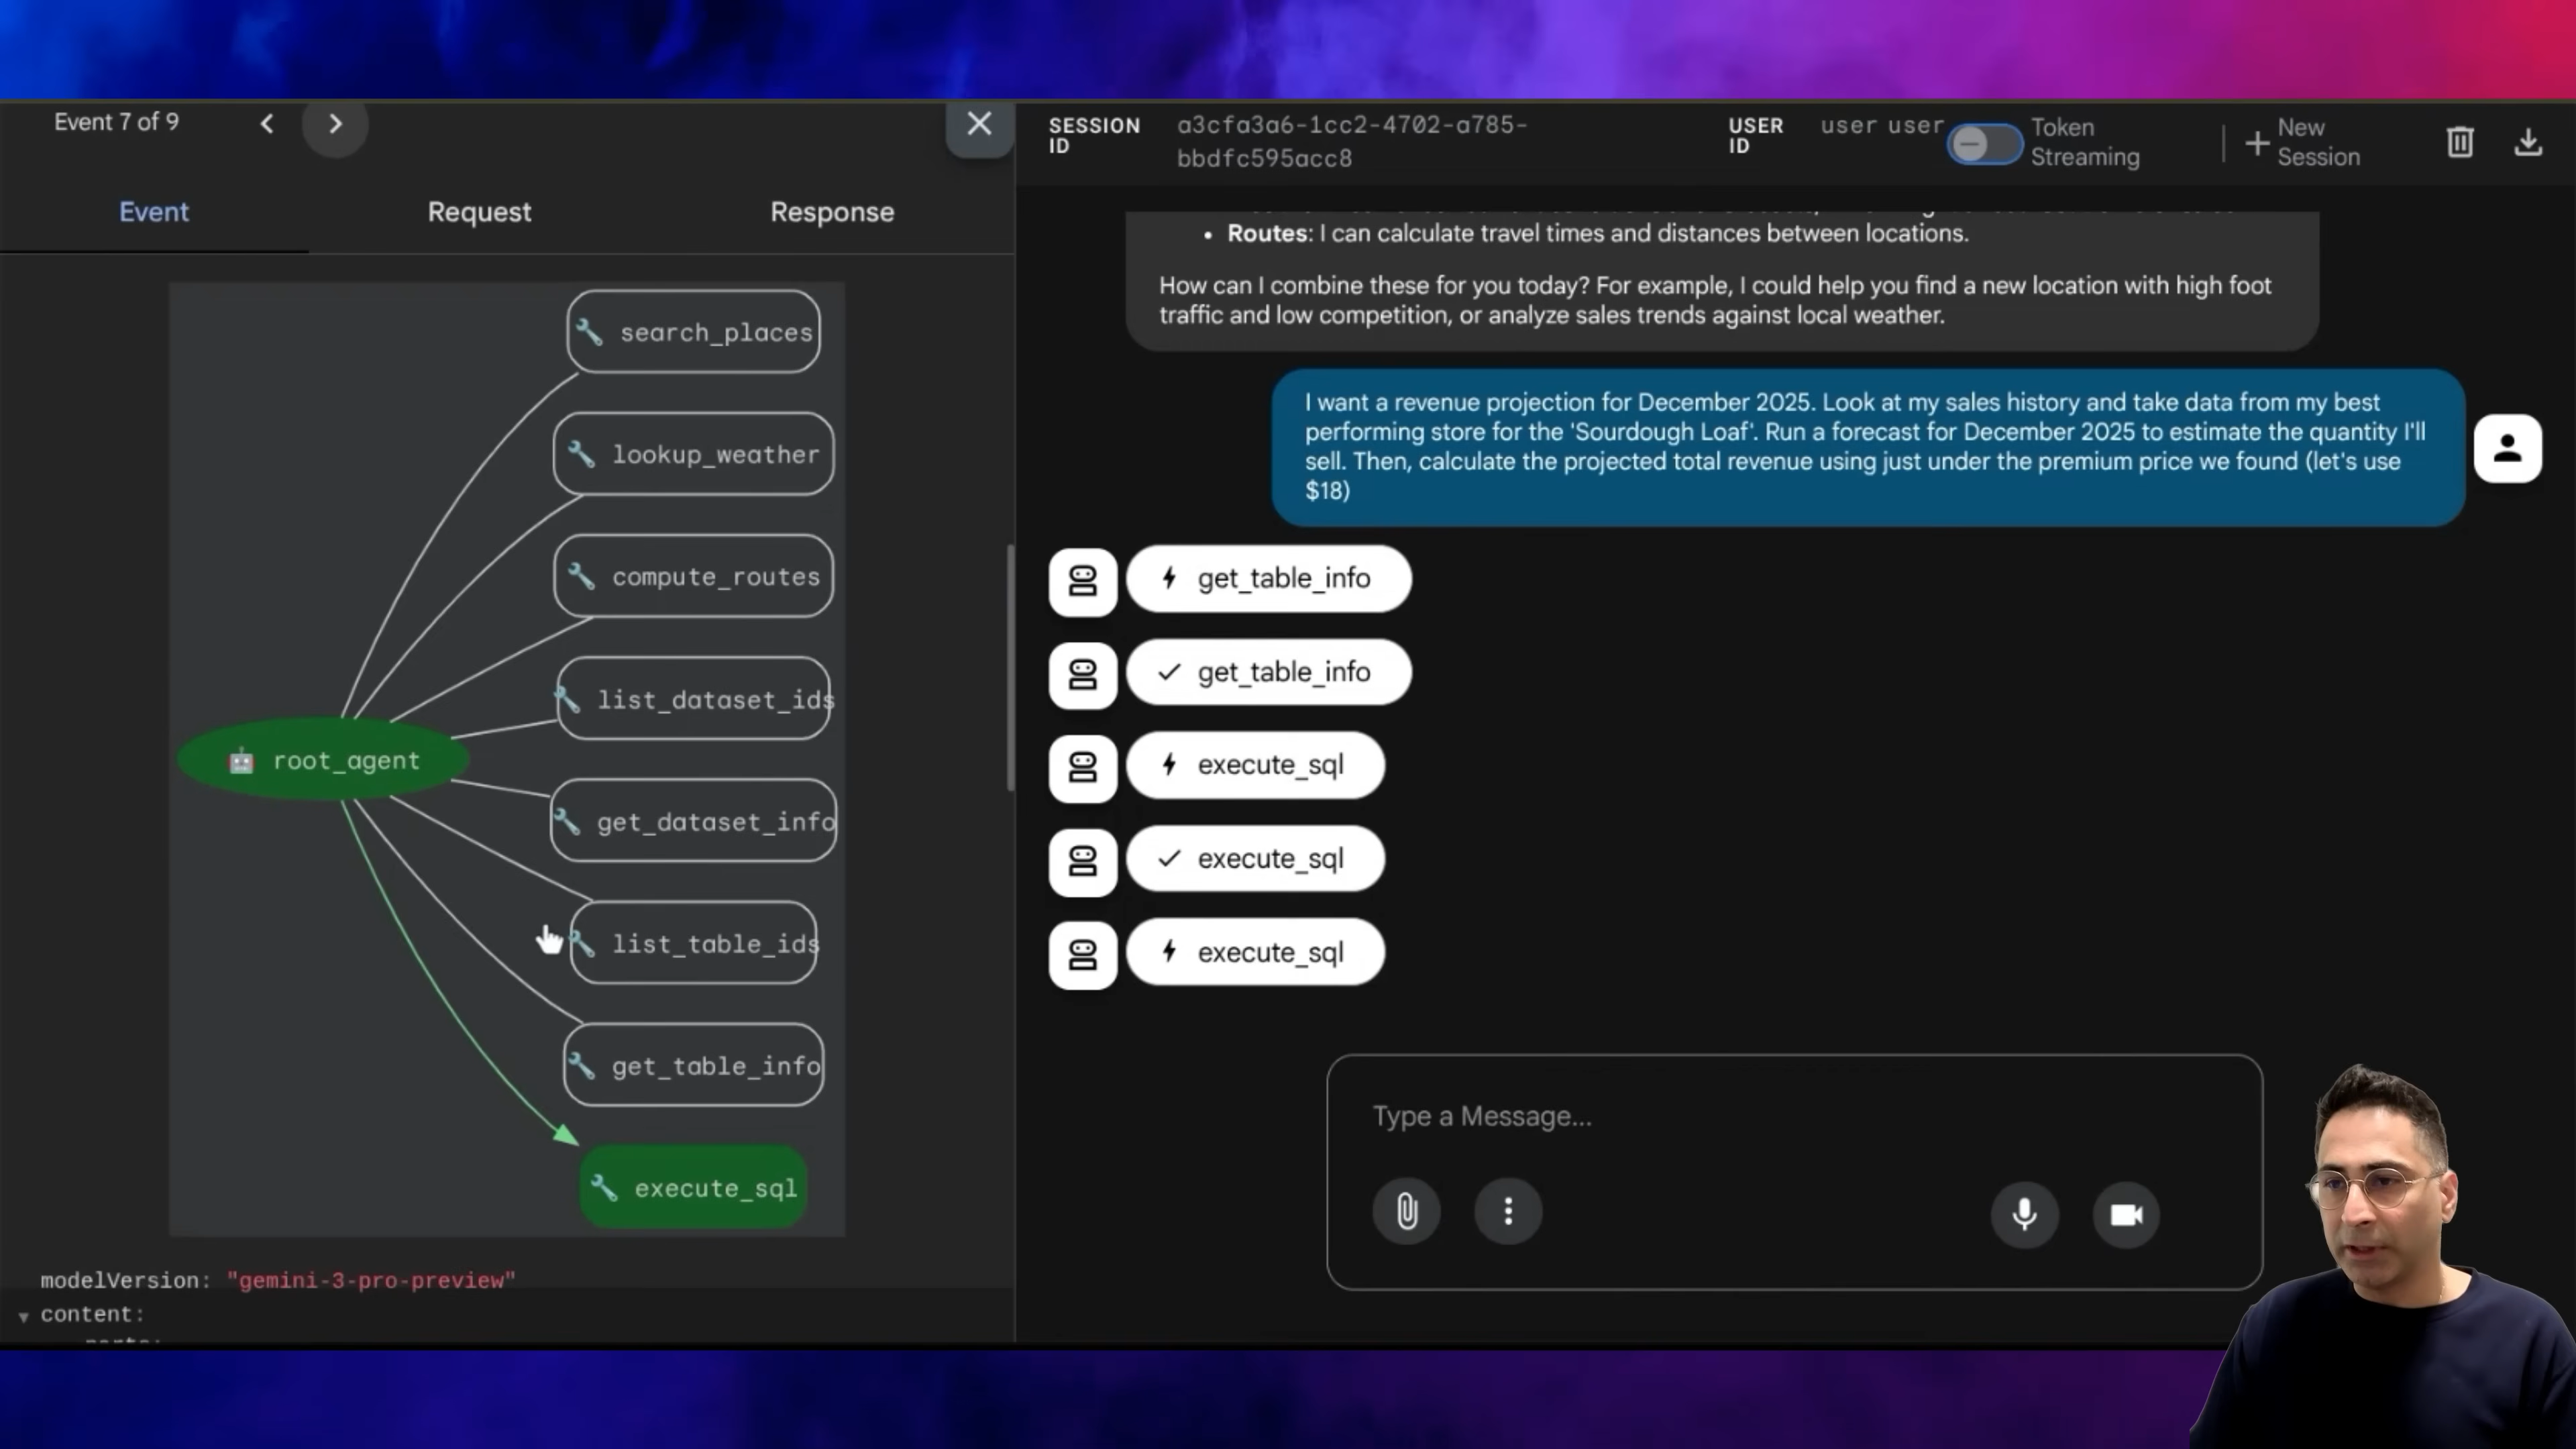 Event 7 of 9
Event
Request
Response
search_places
lookup_weather
compute_routes
list_dataset_ids
root_agent
get_dataset_info
list_table_ids
get_table_info
execute_sql
modelVersion: "gemini-3-pro-preview"
content:
SESSION
ID
a3cfa3a6-1cc2-4702-a785-
bbdfc595acc8
USER
ID
user user
Token
Streaming
New
Session
• Routes: I can calculate travel times and distances between locations.
How can I combine these for you today? For example, I could help you find a new location with high foot
traffic and low competition, or analyze sales trends against local weather.
I want a revenue projection for December 2025. Look at my sales history and take data from my best
performing store for the 'Sourdough Loaf'. Run a forecast for December 2025 to estimate the quantity I'll
sell. Then, calculate the projected total revenue using just under the premium price we found (let's use
$18)
get_table_info
get_table_info
execute_sql
execute_sql
execute_sql
Type a Message...